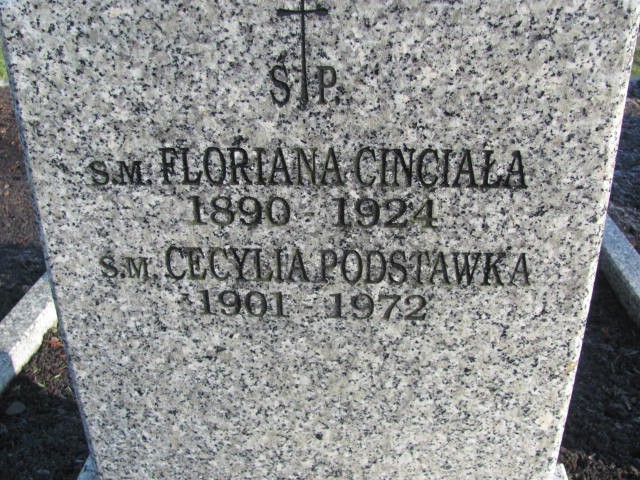 Ś P.
S.M. FLORIANA CINCIAŁA
1890 - 1924
S.M. CECYLIA PODSTAWKA
1901 - 1972